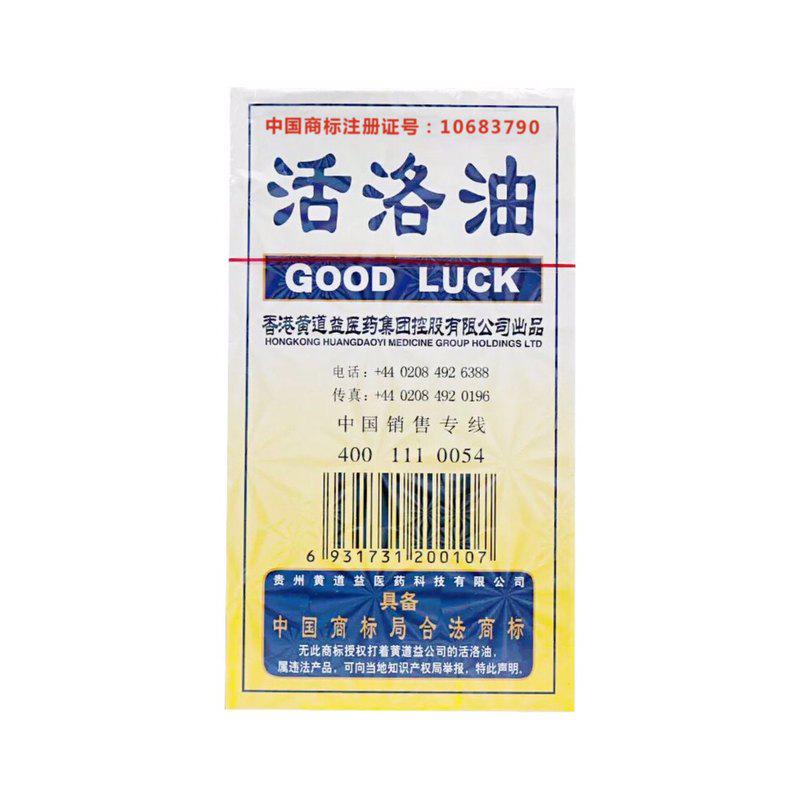 中国商标注册证号：10683790
活洛油
GOOD LUCK
香港黄道益医药集团控股有限公司出品
HONGKONG HUANGDAOYI MEDICINE GROUP HOLDINGS LTD
电话：+44 0208 492 6388
传真：+44 0208 492 0196
中国销售专线
400 111 0054
6 931731 200107
贵州黄道益医药科技有限公司
具备
中国商标局合法商标
无此商标授权打着黄道益公司的活洛油，
属违法产品，可向当地知识产权局举报，特此声明。